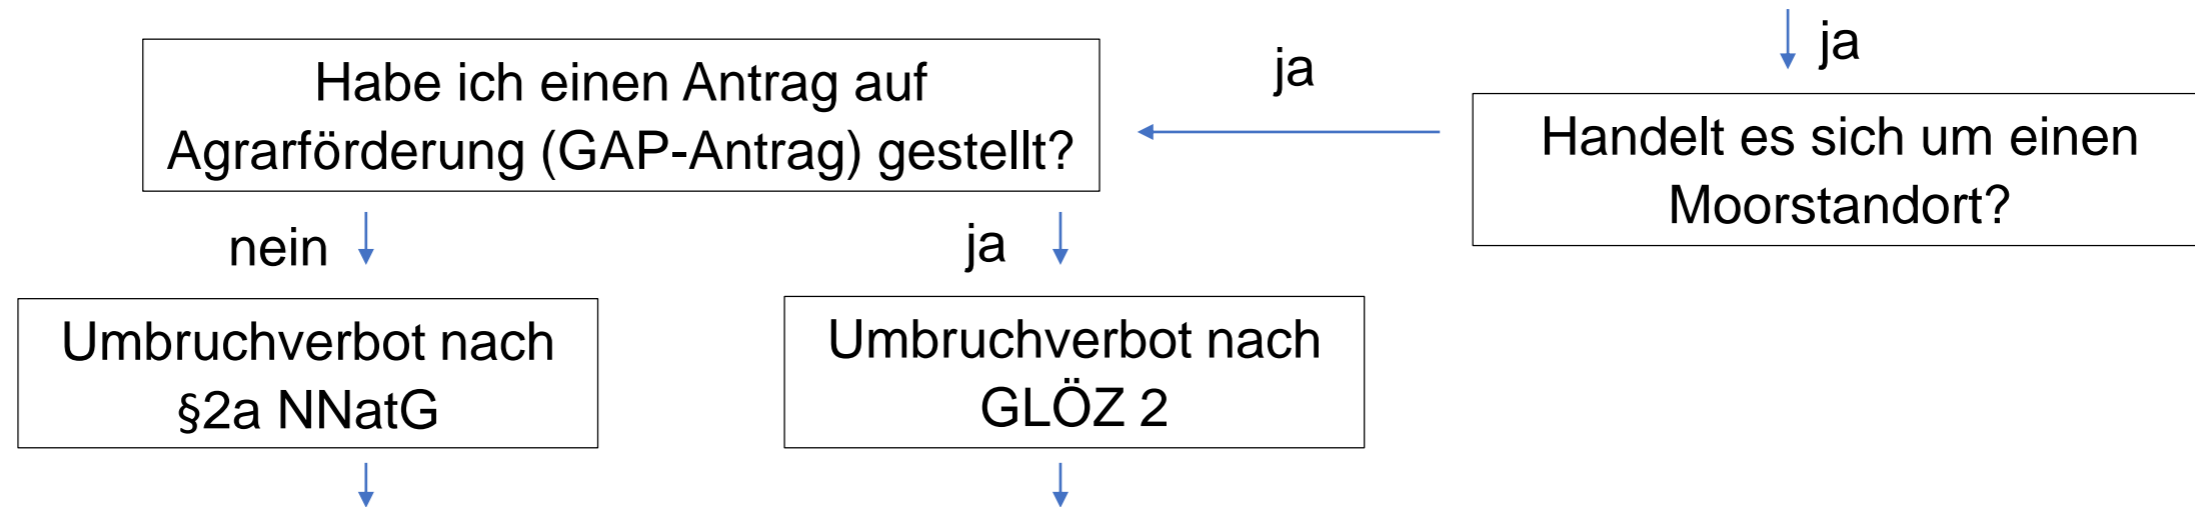 ja
Handelt es sich um einen
Moorstandort?
ja
Habe ich einen Antrag auf
Agrarförderung (GAP-Antrag) gestellt?
nein
ja
Umbruchverbot nach
§2a NNatG
Umbruchverbot nach
GLÖZ 2